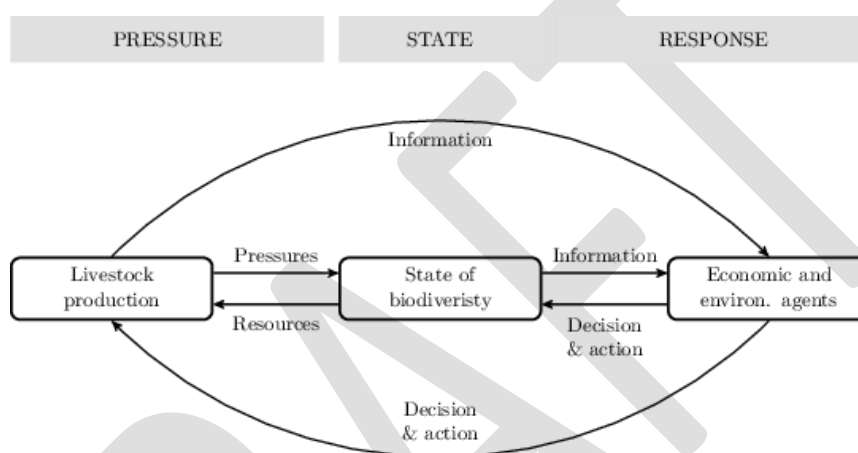 PRESSURE STATE RESPONSE
Information
Livestock
production
Pressures
Resources
State of
biodiveristy
Information
Decision
& action
Economic and
environ. agents
Decision
& action
DRAFT